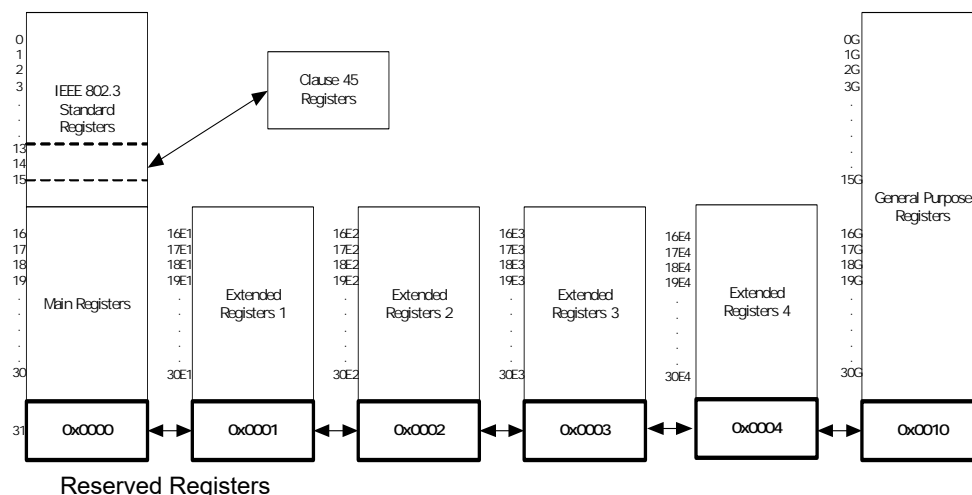 0
1
2
3
.
.
.
13
14
15
IEEE 802.3
Standard
Registers
Clause 45
Registers
16
17
18
19
.
.
.
.
.
30
31
Main Registers
0x0000
16E1
17E1
18E1
19E1
.
.
.
.
.
30E1
Extended
Registers 1
0x0001
16E2
17E2
18E2
19E2
.
.
.
.
.
30E2
Extended
Registers 2
0x0002
16E3
17E3
18E3
19E3
.
.
.
.
.
30E3
Extended
Registers 3
0x0003
16E4
17E4
18E4
19E4
.
.
.
.
.
30E4
Extended
Registers 4
0x0004
0G
1G
2G
3G
.
.
.
.
.
15G
16G
17G
18G
19G
.
.
.
.
.
30G
General Purpose
Registers
0x0010
Reserved Registers